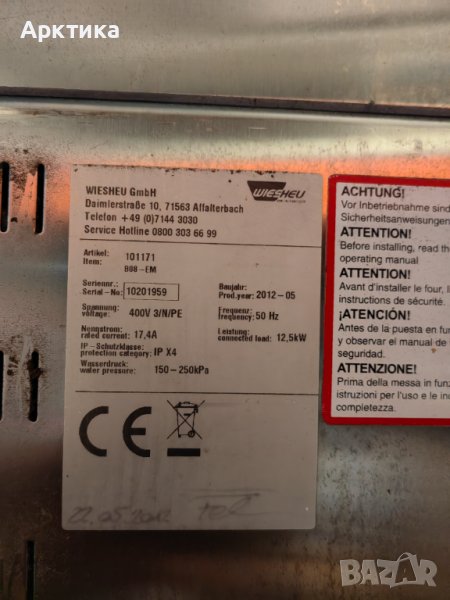 Арктика
WIESHEU GmbH
Daimlerstraße 10, 71563 Affalterbach
Telefon +49 (0)7144 3030
Service Hotline 0800 303 66 99
WIESHEU
Artikel: 101171
Item: B08-EM
Seriennr.:
Serial-No: 10201959
Baujahr:
Prod.year: 2012-05
Spannung:
voltage: 400V 3/N/PE
Frequenz:
frequency: 50 Hz
Nennstrom:
rated current: 17,4A
Leistung:
connected load: 12,5kW
IP - Schutzklasse:
protection category: IP X4
Wasserdruck:
water pressure: 150-250kPa
CE
22.05.2012
ACHTUNG!
Vor Inbetriebnahme sind
Sicherheitsanweisungen
ATTENTION!
Before installing, read the
operating manual
ATTENTION!
Avant d'installer le four, l
instructions de sécurité.
¡ATENCIÓN!
Antes de la puesta en fun
y observar el manual de
seguridad.
ATTENZIONE!
Prima della messa in funz
istruzioni per l'uso e le in
completezza.
BAZAR